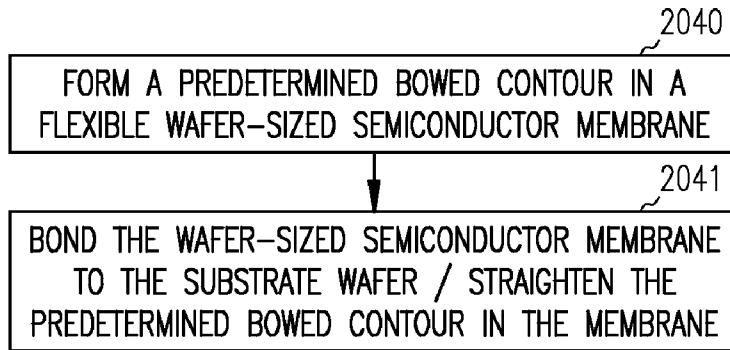 2040
FORM A PREDETERMINED BOWED CONTOUR IN A
FLEXIBLE WAFER-SIZED SEMICONDUCTOR MEMBRANE
2041
BOND THE WAFER-SIZED SEMICONDUCTOR MEMBRANE
TO THE SUBSTRATE WAFER / STRAIGHTEN THE
PREDETERMINED BOWED CONTOUR IN THE MEMBRANE